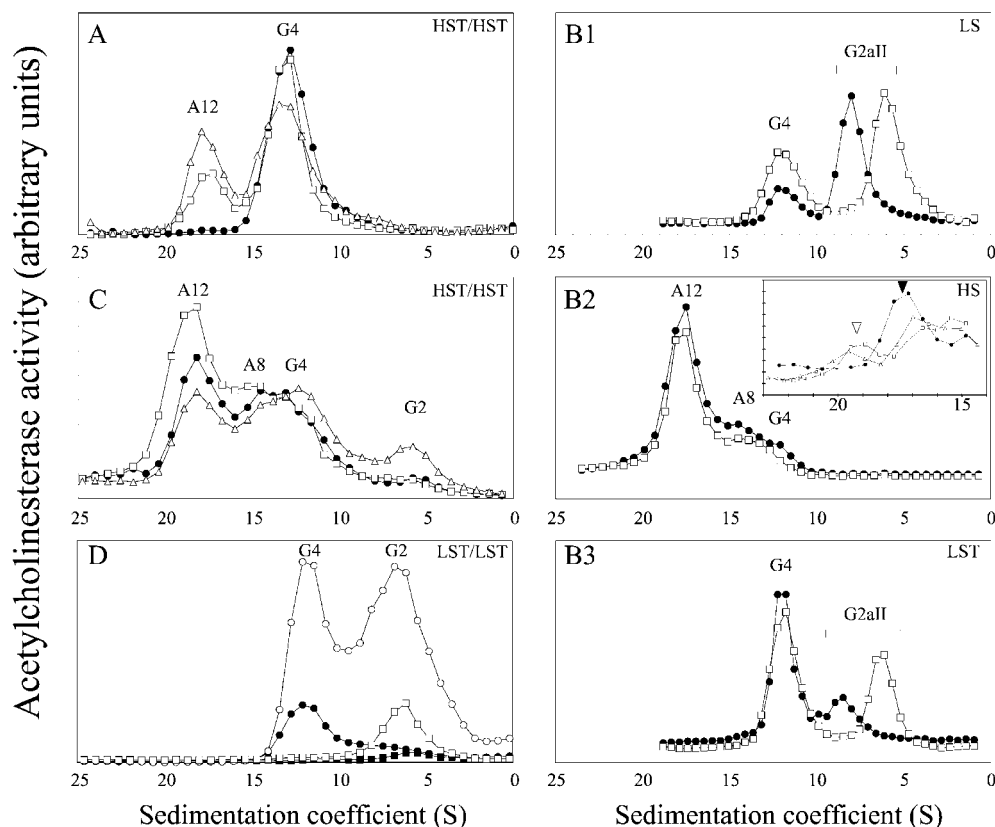 Acetylcholinesterase activity (arbitrary units)
A
HST/HST
G4
A12
25 20 15 10 5 0
B1
LS
G2aII
G4
25 20 15 10 5 0
C
HST/HST
A12
A8
G4
G2
25 20 15 10 5 0
B2
HS
A12
A8
G4
20 15
25 20 15 10 5 0
D
LST/LST
G4
G2
25 20 15 10 5 0
B3
LST
G4
G2aII
25 20 15 10 5 0
Sedimentation coefficient (S)
Sedimentation coefficient (S)